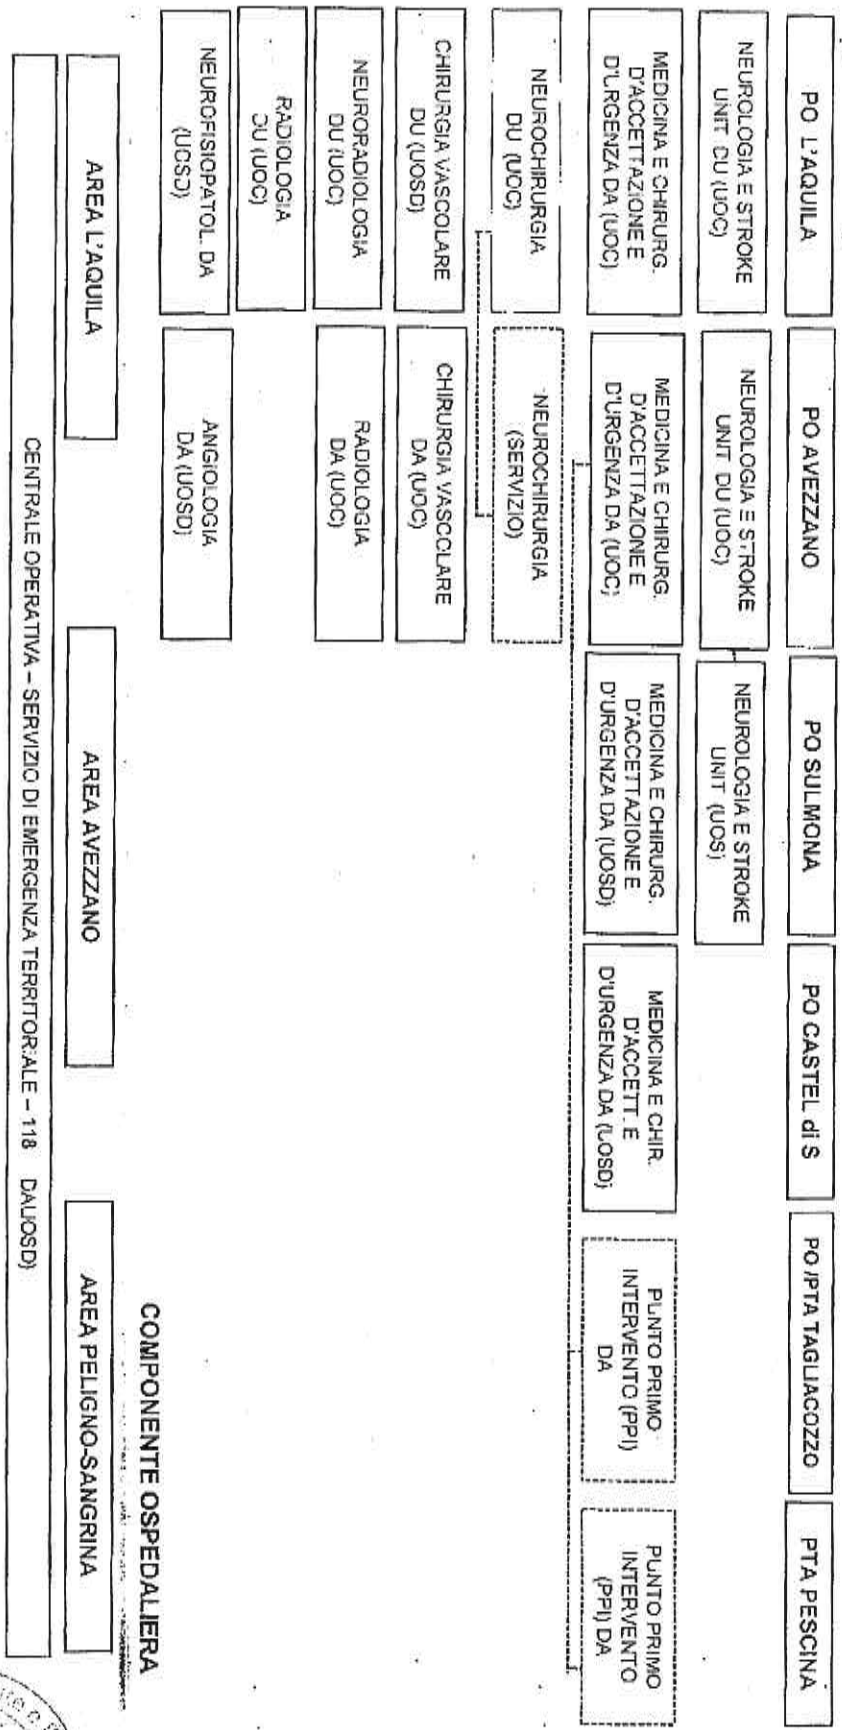 PO L'AQUILA
PO AVEZZANO
PO SULMONA
PO CASTEL di S
PO /PTA TAGLIACOZZO
PTA PESCINA
NEUROLOGIA E STROKE
UNIT DU (UOC)
NEUROLOGIA E STROKE
UNIT DU (UOC)
NEUROLOGIA E STROKE
UNIT (UOS)
MEDICINA E CHIRURG.
D'ACCETTAZIONE E
D'URGENZA DA (UOC)
MEDICINA E CHIRURG.
D'ACCETTAZIONE E
D'URGENZA DA (UOC)
MEDICINA E CHIRURG.
D'ACCETTAZIONE E
D'URGENZA DA (UOSD)
MEDICINA E CHIR.
D'ACCETT. E
D'URGENZA DA (UOSD)
PUNTO PRIMO
INTERVENTO (PPI)
DA
PUNTO PRIMO
INTERVENTO
(PPI) DA
NEUROCHIRURGIA
DU (UOC)
NEUROCHIRURGIA
(SERVIZIO)
CHIRURGIA VASCOLARE
DU (UOSD)
CHIRURGIA VASCOLARE
DA (UOC)
NEURORADIOLOGIA
DU (UOC)
RADIOLOGIA
DA (UOC)
RADIOLOGIA
DU (UOC)
NEUROFISIOPATOL. DA
(UOSD)
ANGIOLOGIA
DA (UOSD)
COMPONENTE OSPEDALIERA
AREA L'AQUILA
AREA AVEZZANO
AREA PELIGNO-SANGRINA
CENTRALE OPERATIVA – SERVIZIO DI EMERGENZA TERRITORIALE – 118 DA(UOSD)